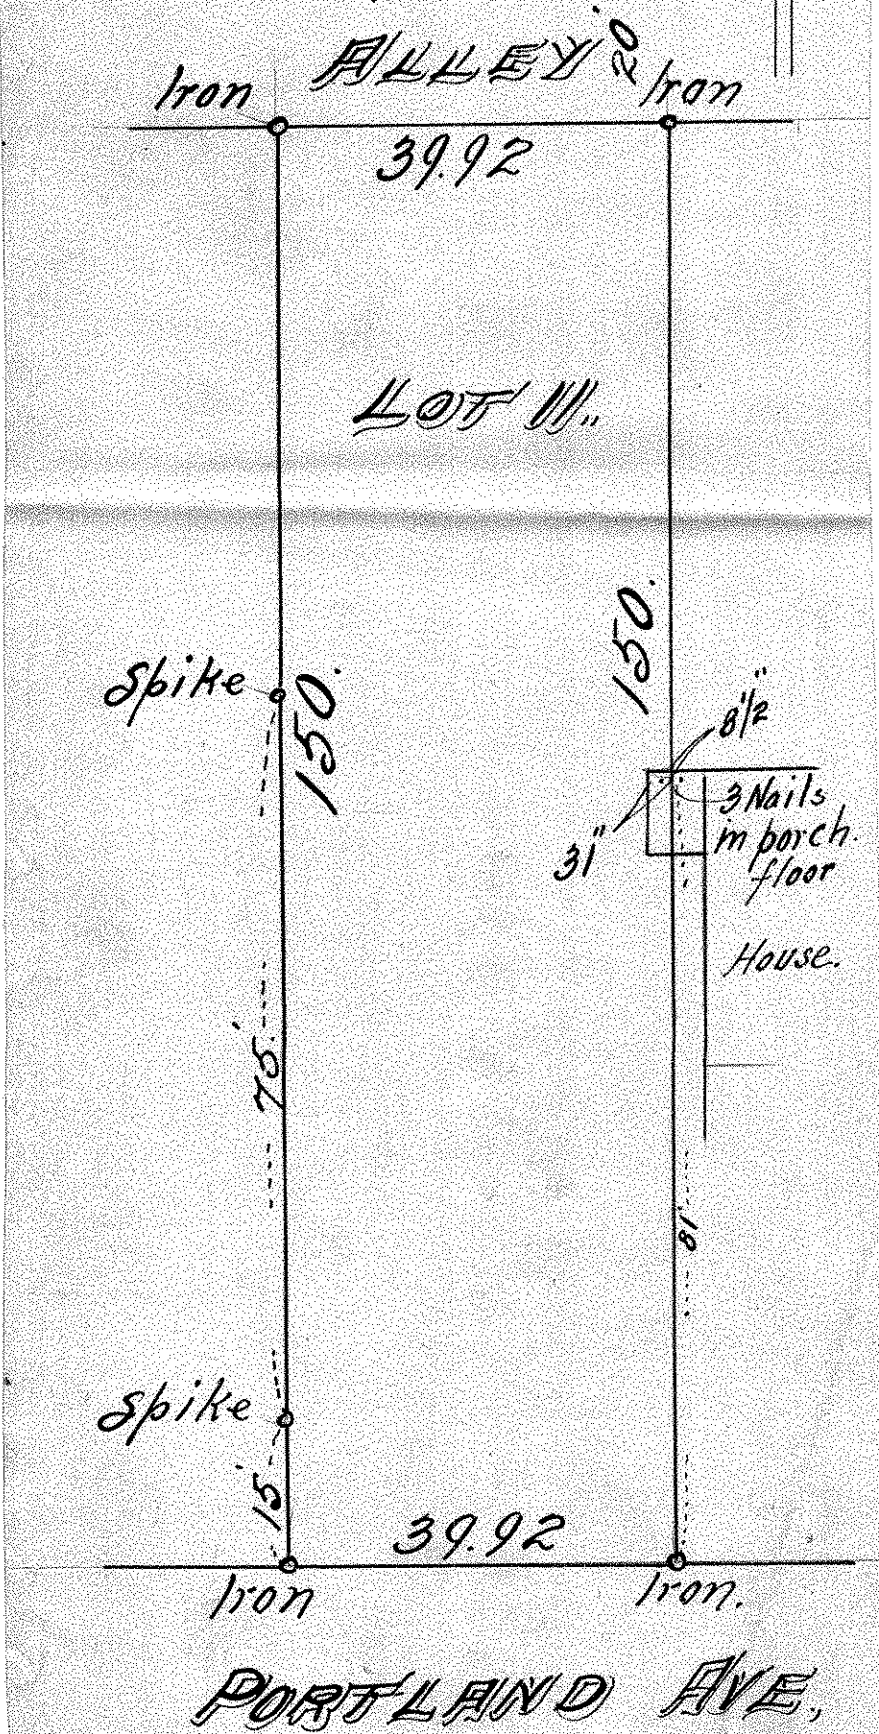 ALLEY 20'
Iron
Iron
39.92
LOT 11.
150.
Spike
150.
8 1/2"
3 Nails
in porch.
floor
31"
House.
75.'
81'
Spike
15'
39.92
Iron
Iron.
PORTLAND AVE.